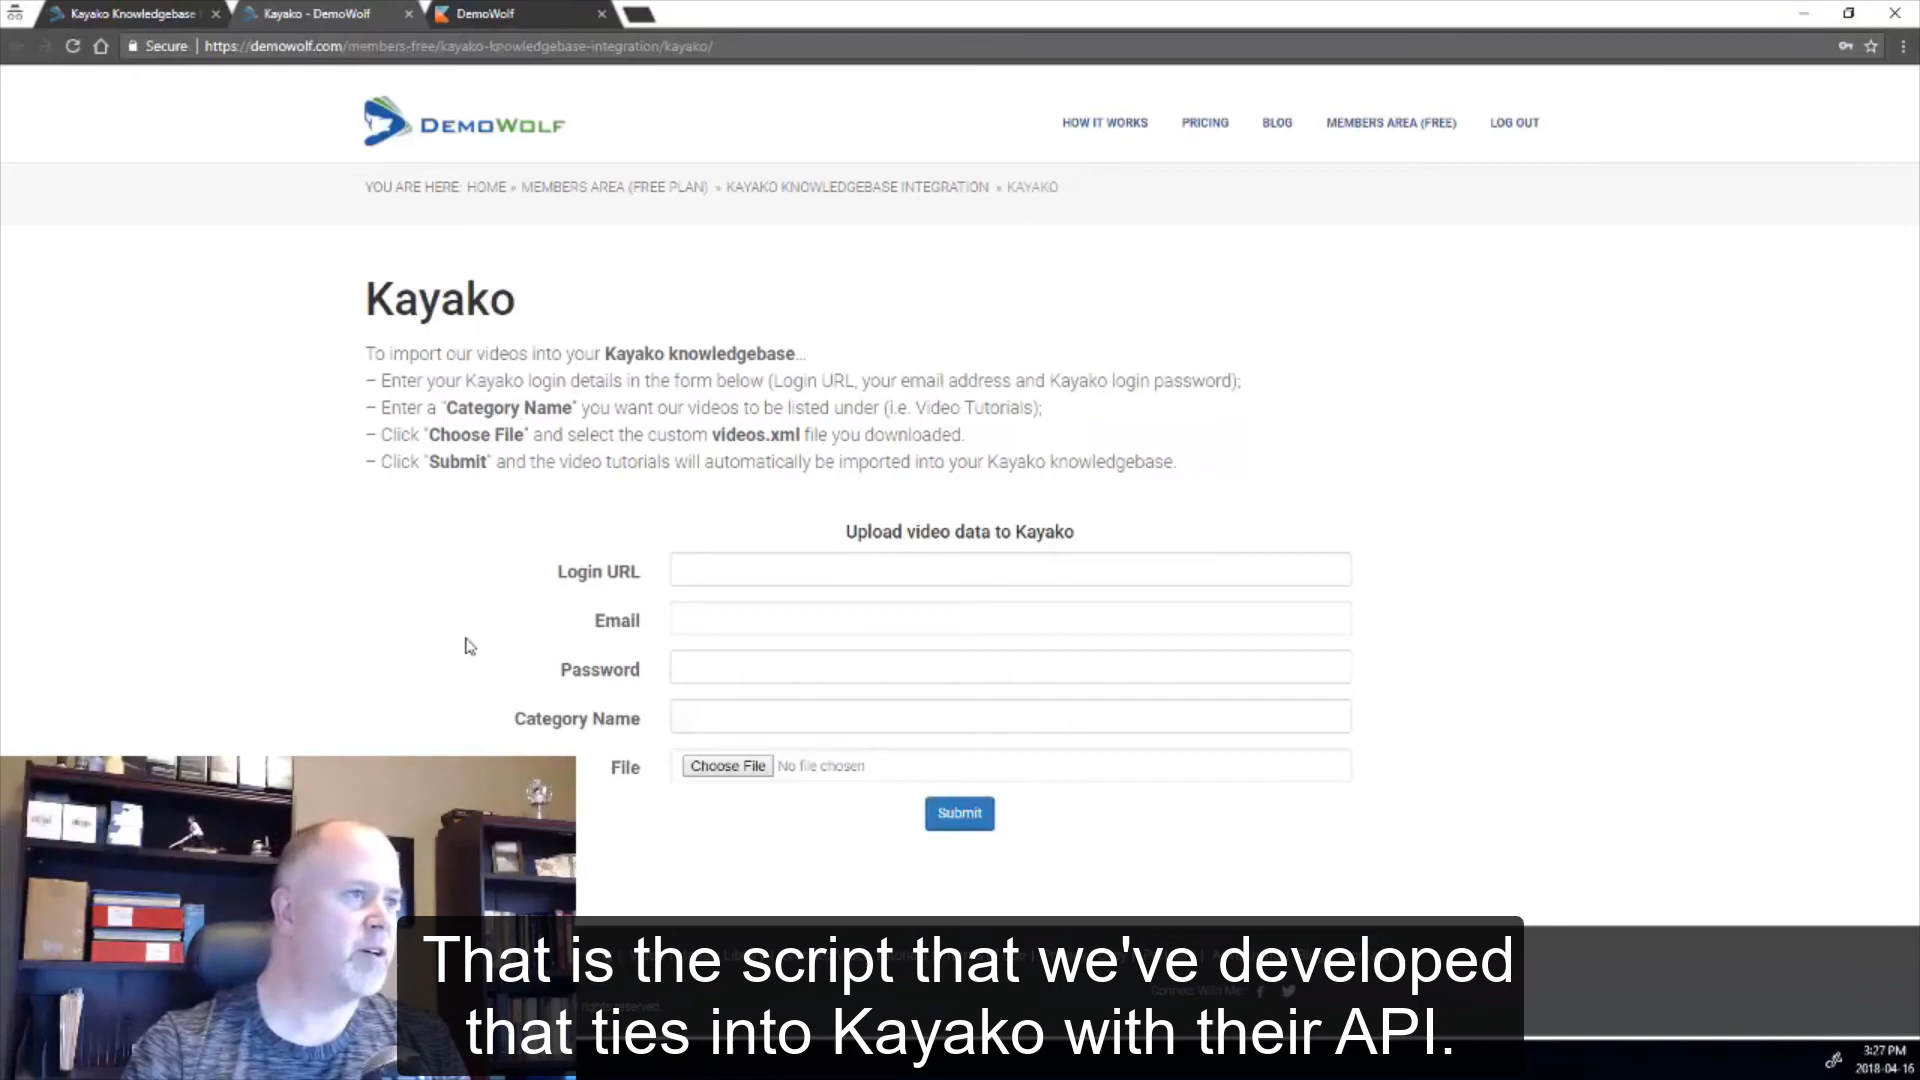 Kayako Knowledgebase
Kayako - DemoWolf
DemoWolf
Secure
https://demowolf.com/members-free/kayako-knowledgebase-integration/kayako/
DEMOWOLF
HOW IT WORKS
PRICING
BLOG
MEMBERS AREA (FREE)
LOG OUT
YOU ARE HERE: HOME » MEMBERS AREA (FREE PLAN) » KAYAKO KNOWLEDGEBASE INTEGRATION » KAYAKO
Kayako
To import our videos into your Kayako knowledgebase...
– Enter your Kayako login details in the form below (Login URL, your email address and Kayako login password);
– Enter a "Category Name" you want our videos to be listed under (i.e. Video Tutorials);
– Click "Choose File" and select the custom videos.xml file you downloaded.
– Click "Submit" and the video tutorials will automatically be imported into your Kayako knowledgebase.
Upload video data to Kayako
Login URL
Email
Password
Category Name
File
Choose File No file chosen
Submit
That is the script that we've developed
that ties into Kayako with their API.
Connect With Me:
rights reserved.
3:27 PM
2018-04-16